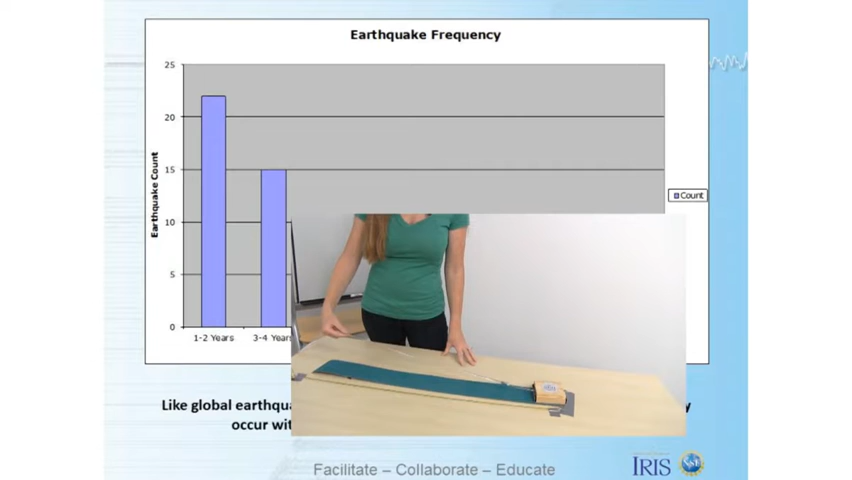 Earthquake Frequency
25
20
15
10
5
0
Earthquake Count
1-2 Years
3-4 Years
Count
Like global earthqua
occur wit
Facilitate – Collaborate – Educate
IRIS